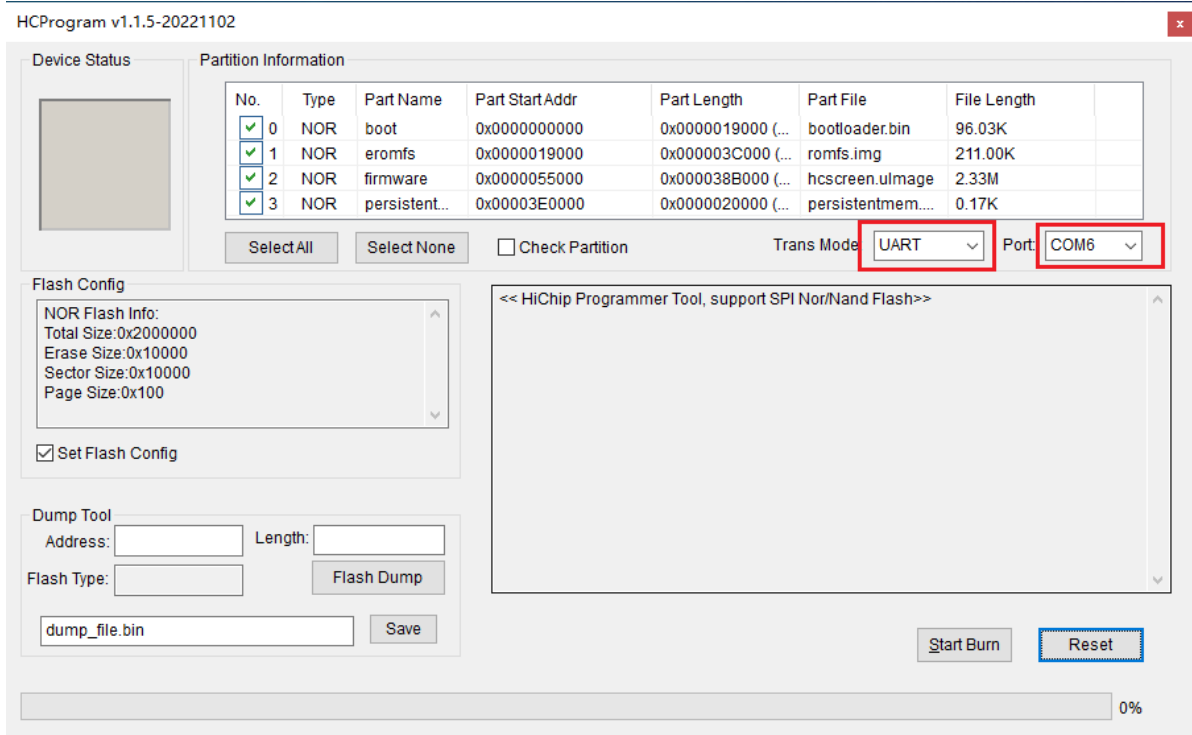 HCProgram v1.1.5-20221102
x
Device Status
Partition Information
No. Type Part Name Part Start Addr Part Length Part File File Length
0 NOR boot 0x0000000000 0x0000019000 (... bootloader.bin 96.03K
1 NOR eromfs 0x0000019000 0x000003C000 (... romfs.img 211.00K
2 NOR firmware 0x0000055000 0x000038B000 (... hcscreen.uImage 2.33M
3 NOR persistent... 0x00003E0000 0x0000020000 (... persistentmem.... 0.17K
Select All Select None Check Partition Trans Mode UART Port: COM6
Flash Config
NOR Flash Info:
Total Size:0x2000000
Erase Size:0x10000
Sector Size:0x10000
Page Size:0x100
Set Flash Config
<< HiChip Programmer Tool, support SPI Nor/Nand Flash>>
Dump Tool
Address: Length:
Flash Type: Flash Dump
dump_file.bin Save
Start Burn Reset
0%